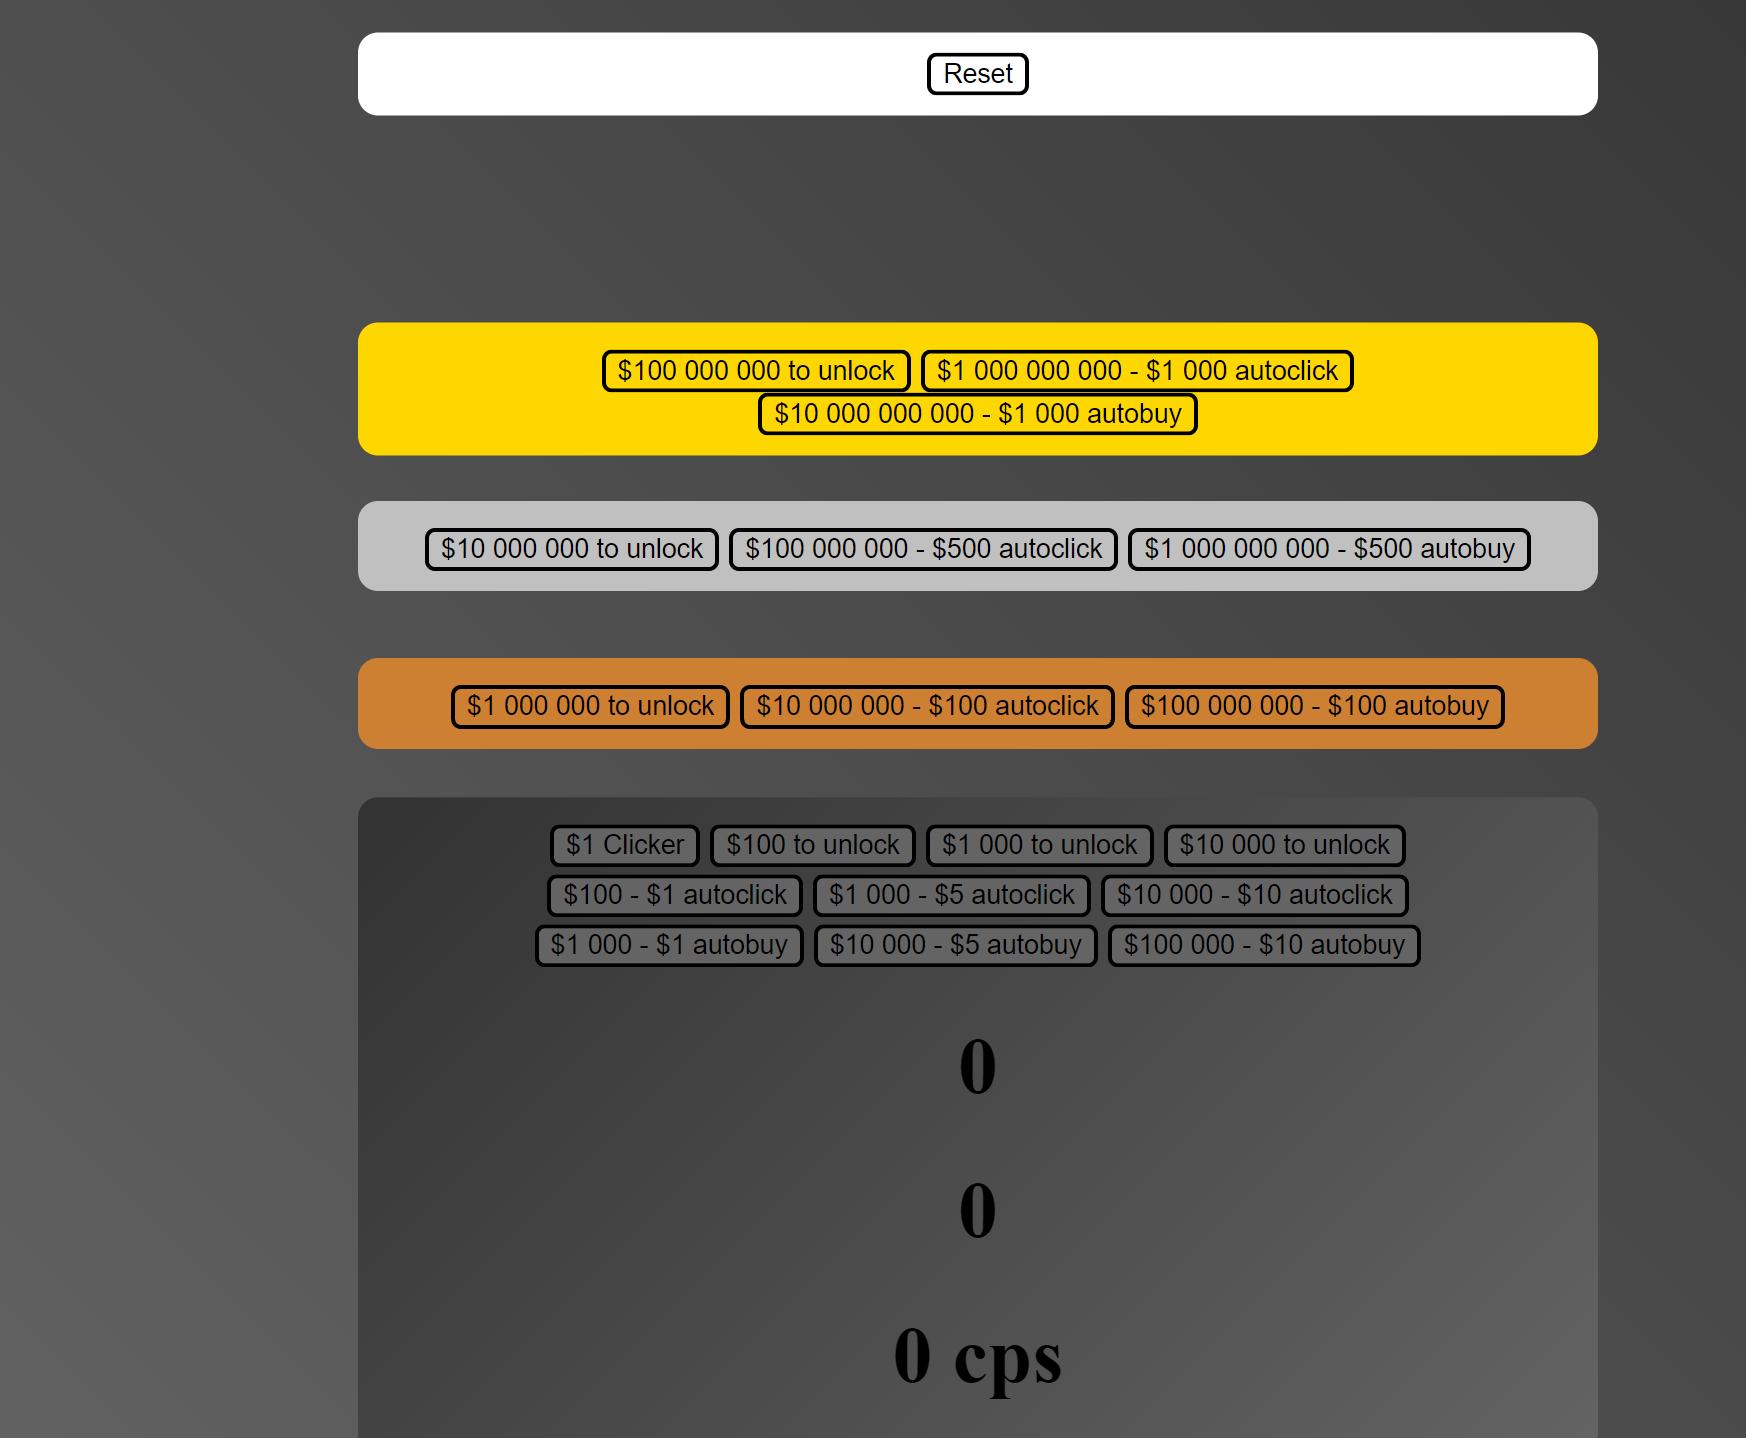 Reset
$100 000 000 to unlock $1 000 000 000 - $1 000 autoclick
$10 000 000 000 - $1 000 autobuy
$10 000 000 to unlock $100 000 000 - $500 autoclick $1 000 000 000 - $500 autobuy
$1 000 000 to unlock $10 000 000 - $100 autoclick $100 000 000 - $100 autobuy
$1 Clicker $100 to unlock $1 000 to unlock $10 000 to unlock
$100 - $1 autoclick $1 000 - $5 autoclick $10 000 - $10 autoclick
$1 000 - $1 autobuy $10 000 - $5 autobuy $100 000 - $10 autobuy
0
0
0 cps